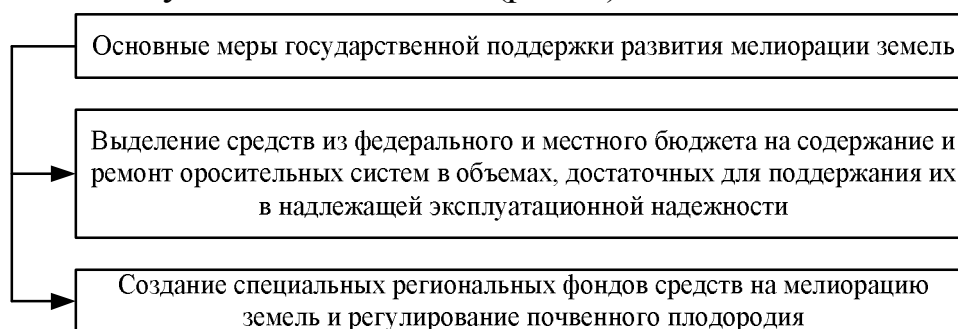 Основные меры государственной поддержки развития мелиорации земель
Выделение средств из федерального и местного бюджета на содержание и
ремонт оросительных систем в объемах, достаточных для поддержания их
в надлежащей эксплуатационной надежности
Создание специальных региональных фондов средств на мелиорацию
земель и регулирование почвенного плодородия